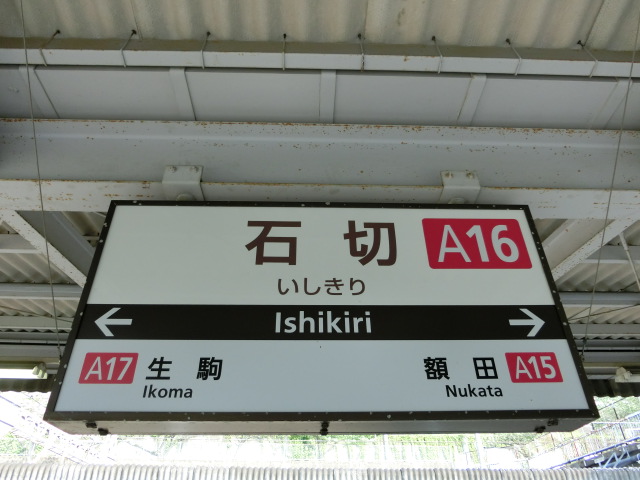 石切 A16
いしきり
← Ishikiri →
A17 生駒 額田 A15
Ikoma Nukata